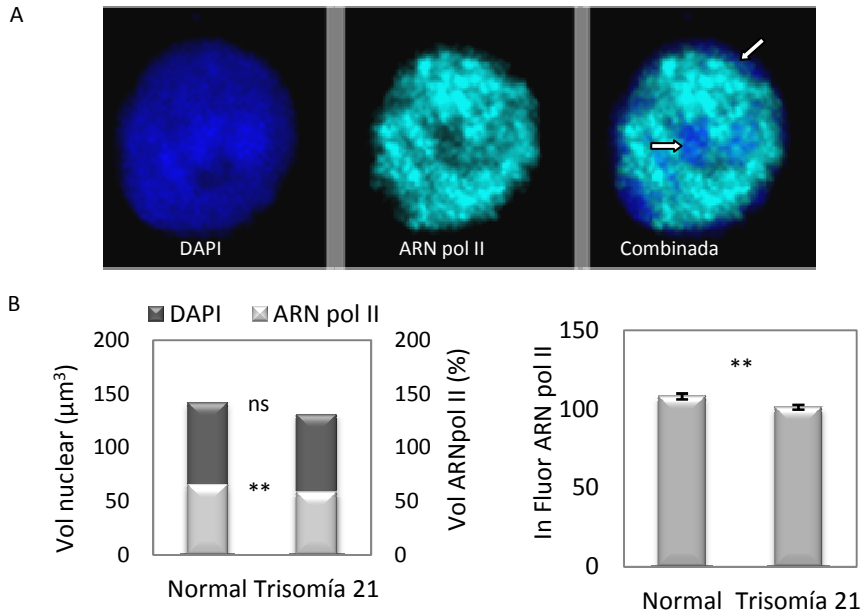 A
DAPI
ARN pol II
Combinada
B
DAPI ARN pol II
Vol nuclear (µm³)
200
150
100
50
0
ns
**
Normal Trisomía 21
Vol ARNpol II (%)
200
150
100
50
0
In Fluor ARN pol II
150
100
50
0
**
Normal Trisomía 21